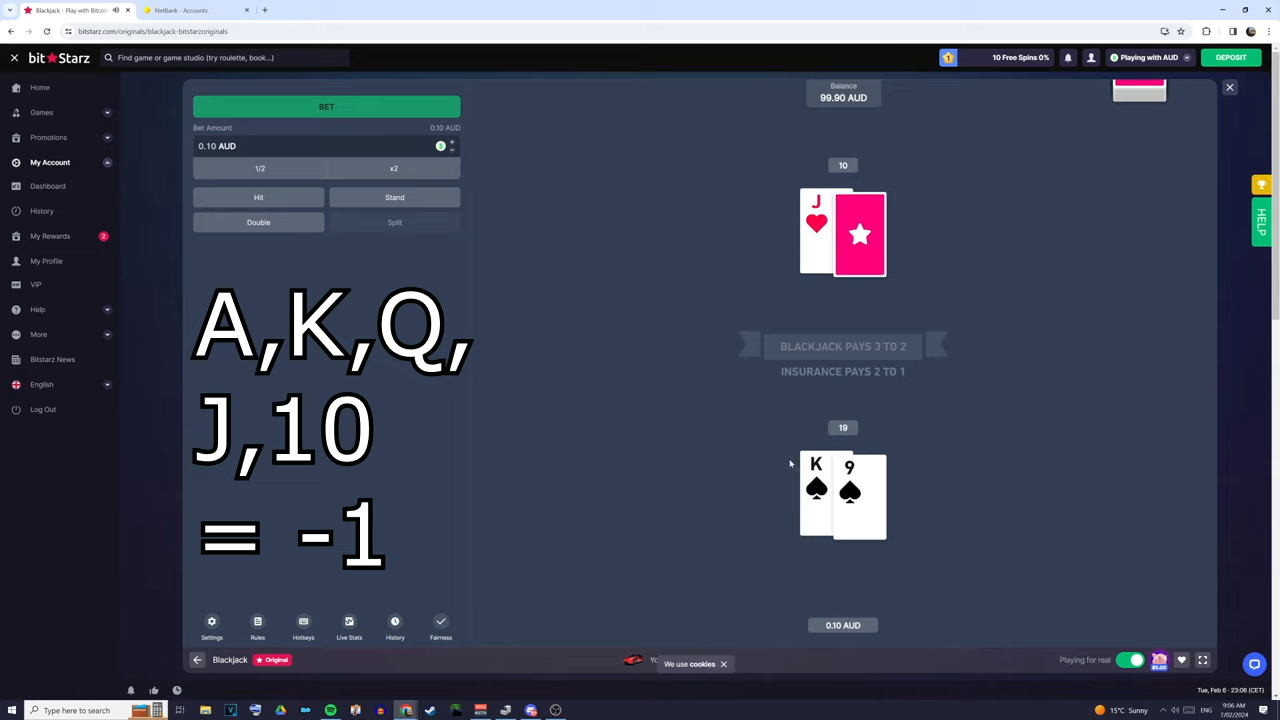 Blackjack - Play with Bitcoin
NetBank - Accounts
bitstarz.com/originals/blackjack-bitstarzoriginals
bit Starz
Find game or game studio (try roulette, book...)
1
10 Free Spins 0%
Playing with AUD
DEPOSIT
Home
Games
Promotions
My Account
Dashboard
History
My Rewards
2
My Profile
VIP
Help
More
Bitstarz News
English
Log Out
BET
Bet Amount
0.10 AUD
0.10 AUD
1/2
x2
Hit
Stand
Double
Split
A,K,Q,
J,10
= -1
Balance
99.90 AUD
10
J
BLACKJACK PAYS 3 TO 2
INSURANCE PAYS 2 TO 1
19
K
9
0.10 AUD
HELP
Settings
Rules
Hotkeys
Live Stats
History
Fairness
Blackjack
Original
Yo
We use cookies
Playing for real
$5.00
Tue, Feb 6 - 23:06 (CET)
Type here to search
15°C Sunny
ENG
9:06 AM
7/02/2024